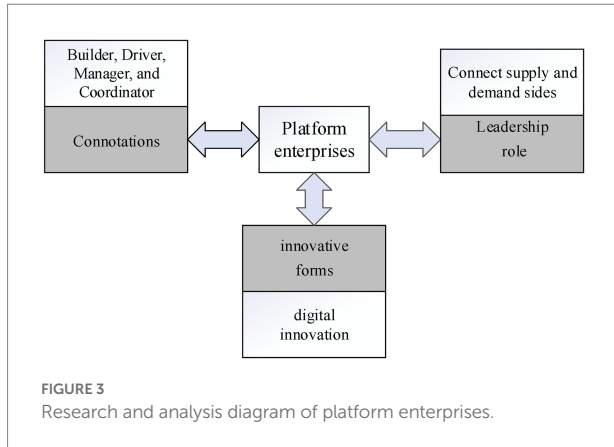 Builder, Driver,
Manager, and
Coordinator
Connotations
Platform
enterprises
Connect supply and
demand sides
Leadership
role
innovative
forms
digital
innovation
FIGURE 3
Research and analysis diagram of platform enterprises.